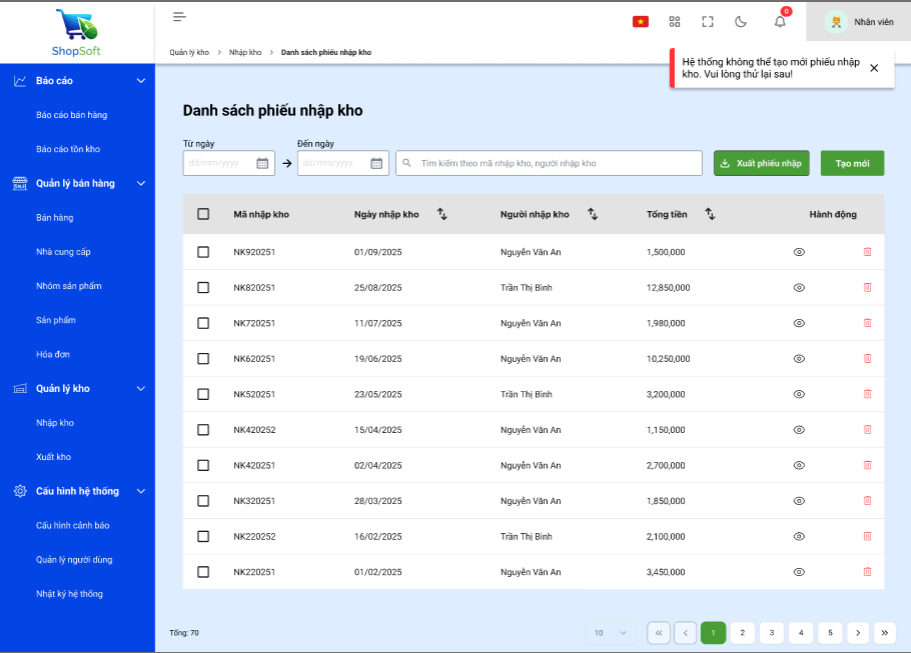 ShopSoft
0
Nhân viên
Quản lý kho > Nhập kho > Danh sách phiếu nhập kho
Hệ thống không thể tạo mới phiếu nhập
kho. Vui lòng thử lại sau!
Báo cáo
Báo cáo bán hàng
Báo cáo tồn kho
Quản lý bán hàng
Bán hàng
Nhà cung cấp
Nhóm sản phẩm
Sản phẩm
Hóa đơn
Quản lý kho
Nhập kho
Xuất kho
Cấu hình hệ thống
Cấu hình cảnh báo
Quản lý người dùng
Nhật ký hệ thống
Danh sách phiếu nhập kho
Từ ngày Đến ngày
dd/mm/yyyy dd/mm/yyyy Tìm kiếm theo mã nhập kho, người nhập kho Xuất phiếu nhập Tạo mới
Mã nhập kho Ngày nhập kho Người nhập kho Tổng tiền Hành động
NK920251 01/09/2025 Nguyễn Văn An 1,500,000
NK820251 25/08/2025 Trần Thị Bình 12,850,000
NK720251 11/07/2025 Nguyễn Văn An 1,980,000
NK620251 19/06/2025 Nguyễn Văn An 10,250,000
NK520251 23/05/2025 Trần Thị Bình 3,200,000
NK420252 15/04/2025 Nguyễn Văn An 1,150,000
NK420251 02/04/2025 Nguyễn Văn An 2,700,000
NK320251 28/03/2025 Nguyễn Văn An 1,850,000
NK220252 16/02/2025 Trần Thị Bình 2,100,000
NK220251 01/02/2025 Nguyễn Văn An 3,450,000
Tổng: 70 10 « < 1 2 3 4 5 > »